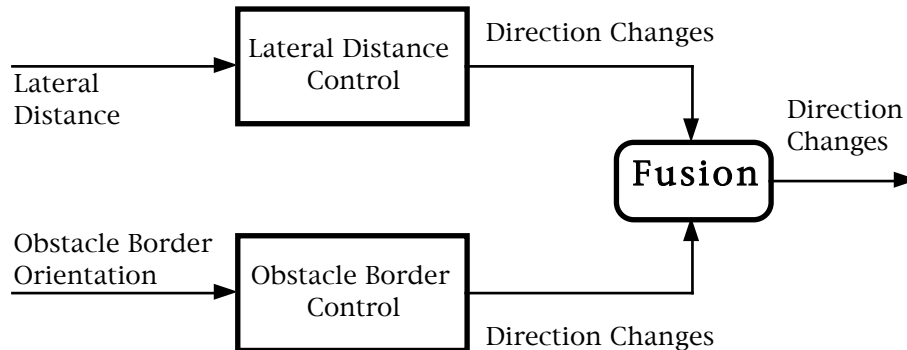 Lateral Distance
Control
Direction Changes
Lateral
Distance
Direction
Changes
Fusion
Obstacle Border
Orientation
Obstacle Border
Control
Direction Changes